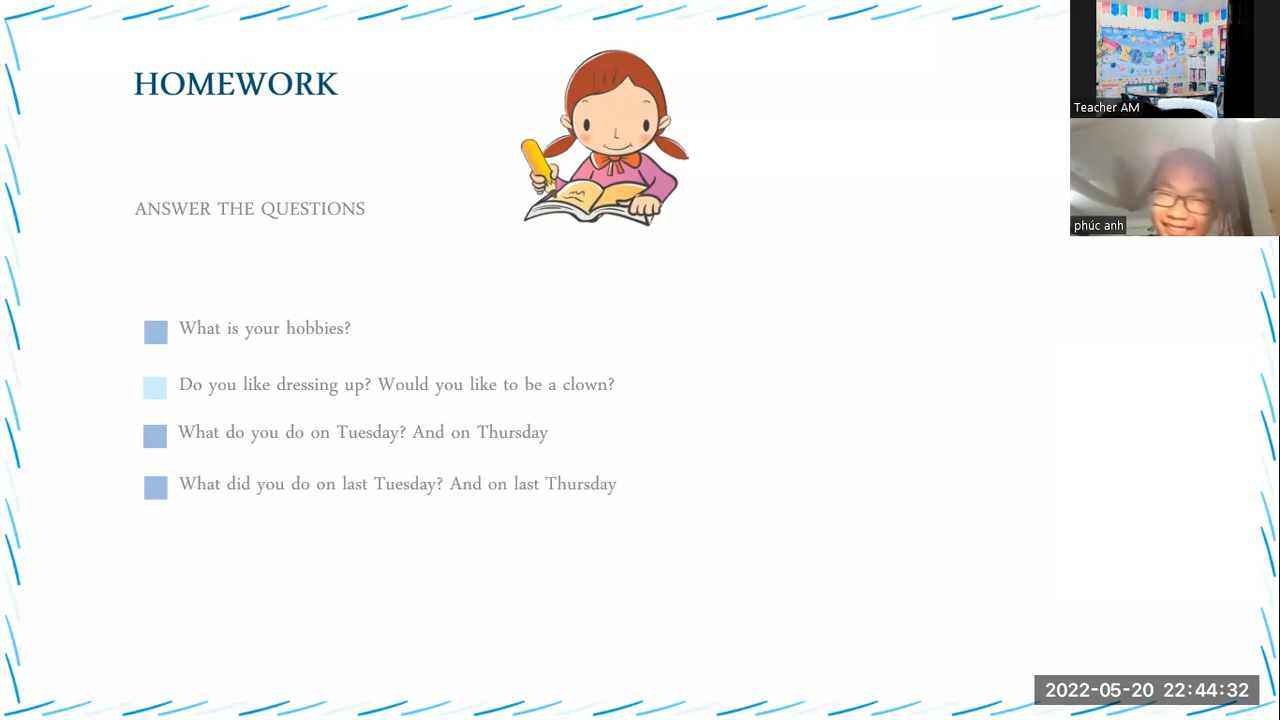 HOMEWORK
Teacher AM
phúc anh
ANSWER THE QUESTIONS
What is your hobbies?
Do you like dressing up? Would you like to be a clown?
What do you do on Tuesday? And on Thursday
What did you do on last Tuesday? And on last Thursday
2022-05-20 22:44:32